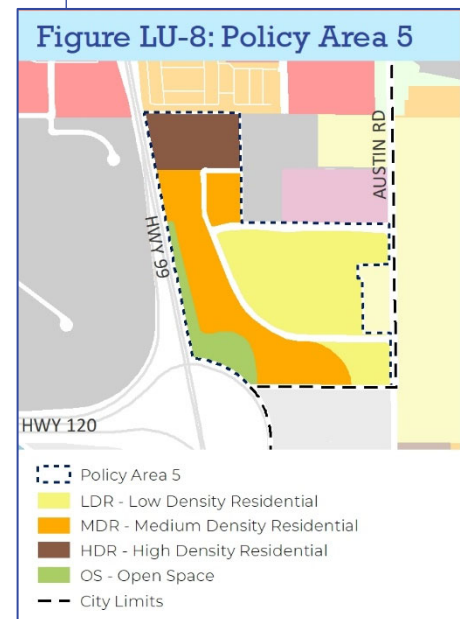 Figure LU-8: Policy Area 5
AUSTIN RD
HWY 99
HWY 120
Policy Area 5
LDR - Low Density Residential
MDR - Medium Density Residential
HDR - High Density Residential
OS - Open Space
City Limits